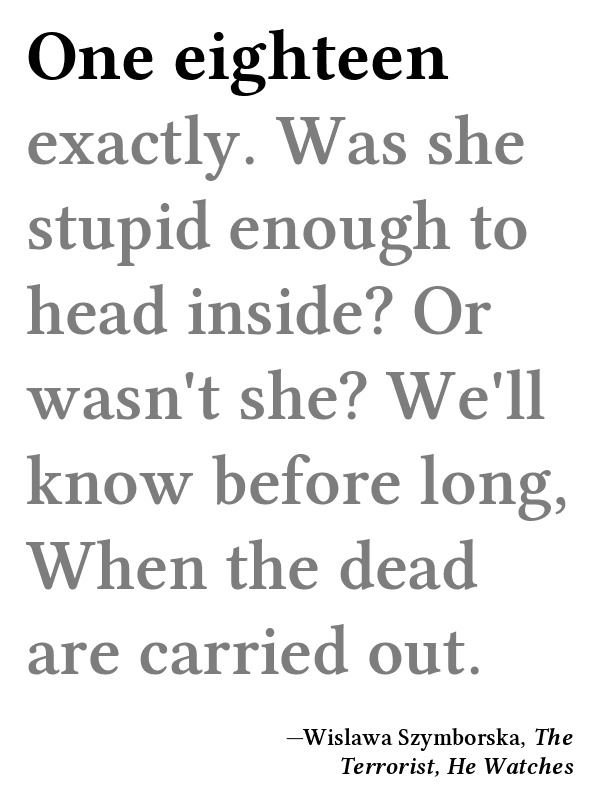 One eighteen
exactly. Was she
stupid enough to
head inside? Or
wasn't she? We'll
know before long,
When the dead
are carried out.
—Wislawa Szymborska, The
Terrorist, He Watches